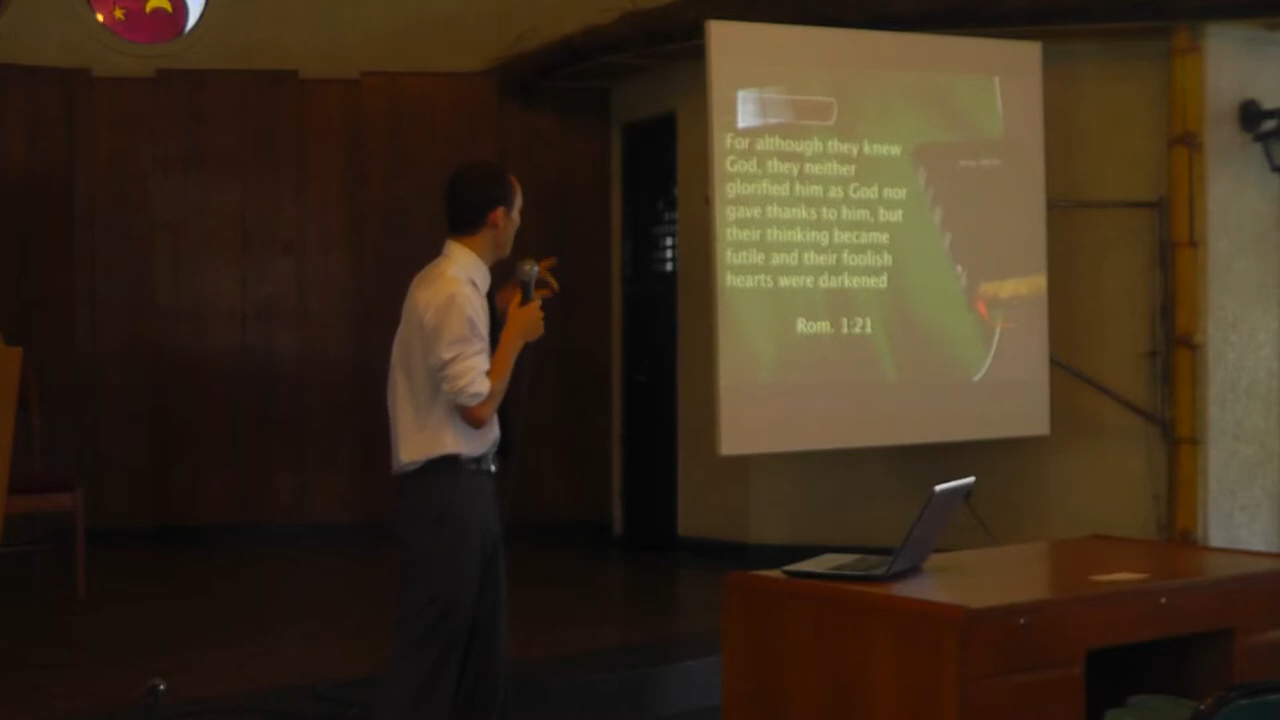 For although they knew
God, they neither
glorified him as God nor
gave thanks to him, but
their thinking became
futile and their foolish
hearts were darkened
Rom. 1:21